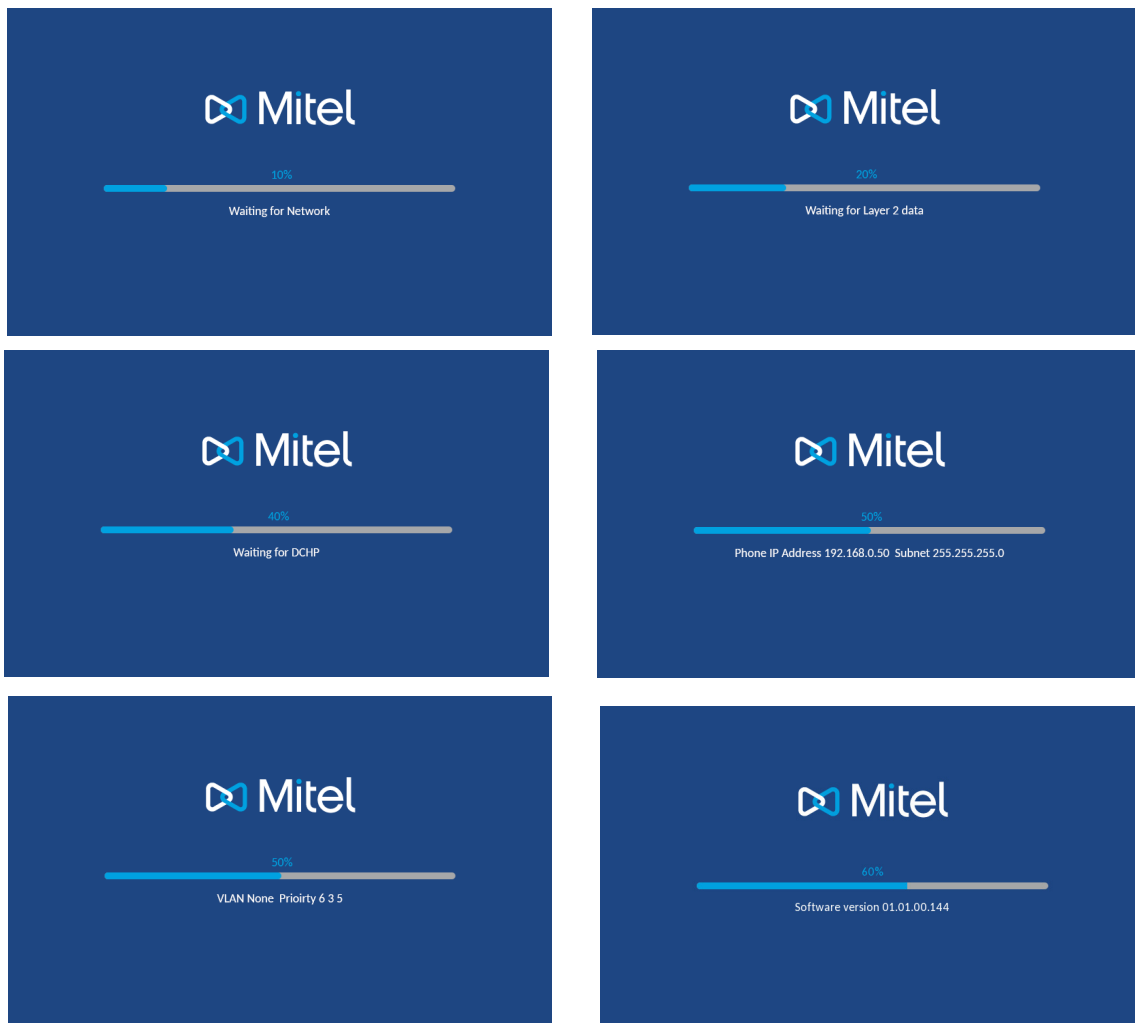 Mitel
10%
Waiting for Network
Mitel
20%
Waiting for Layer 2 data
Mitel
40%
Waiting for DCHP
Mitel
50%
Phone IP Address 192.168.0.50  Subnet 255.255.255.0
Mitel
50%
VLAN None  Prioirty 6 3 5
Mitel
60%
Software version 01.01.00.144